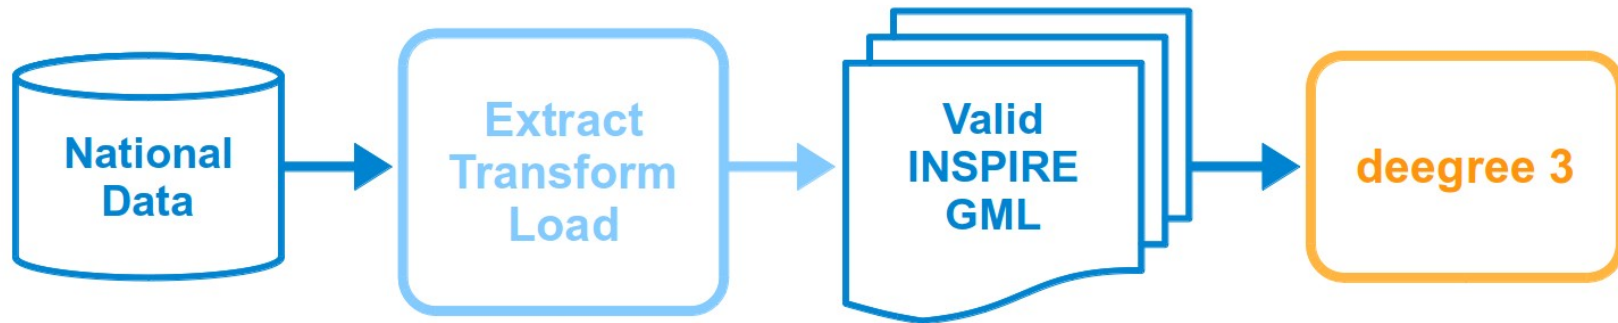 National
Data
Extract
Transform
Load
Valid
INSPIRE
GML
deegree 3